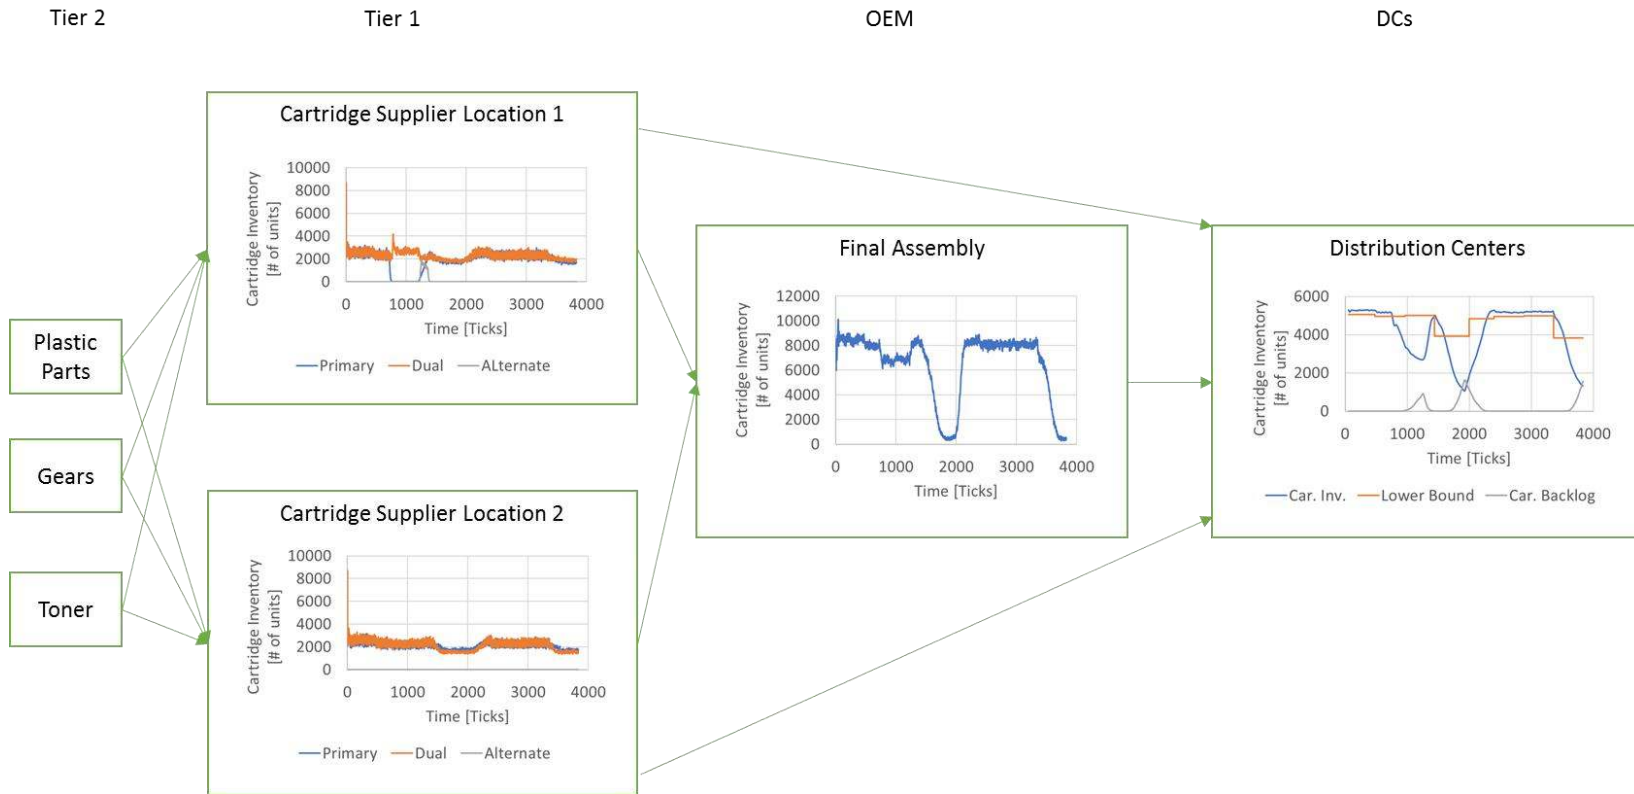 Tier 2
Tier 1
OEM
DCs
Cartridge Supplier Location 1
Cartridge Inventory
[# of units]
10000
8000
6000
4000
2000
0
0 1000 2000 3000 4000
Time [Ticks]
Primary Dual ALternate
Plastic
Parts
Gears
Toner
Cartridge Supplier Location 2
Cartridge Inventory
[# of units]
10000
8000
6000
4000
2000
0
0 1000 2000 3000 4000
Time [Ticks]
Primary Dual Alternate
Final Assembly
Cartridge Inventory
[# of units]
12000
10000
8000
6000
4000
2000
0
0 1000 2000 3000 4000
Time [Ticks]
Distribution Centers
Cartridge Inventory
[# of units]
6000
4000
2000
0
0 1000 2000 3000 4000
Time [Ticks]
Car. Inv. Lower Bound Car. Backlog